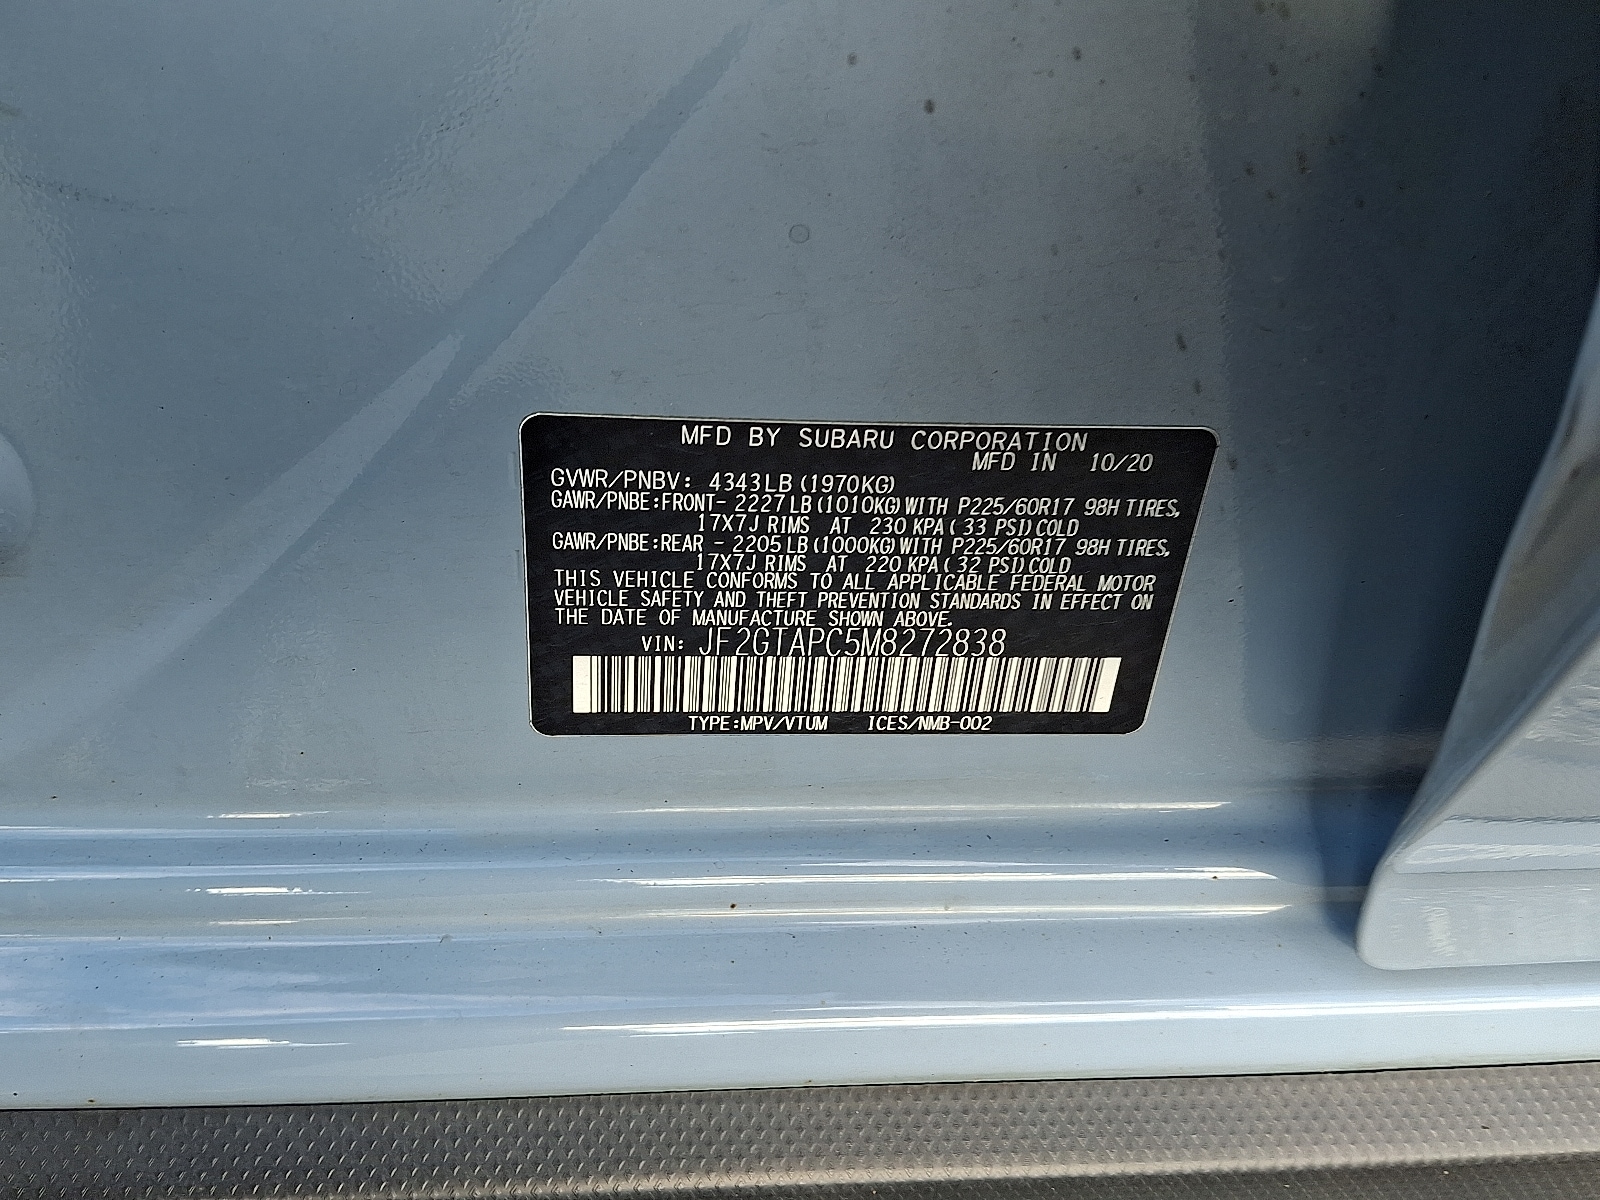 MFD BY SUBARU CORPORATION
MFD IN 10/20
GVWR/PNBV: 4343LB (1970KG)
GAWR/PNBE:FRONT- 2227 LB (1010KG) WITH P225/60R17 98H TIRES,
17X7J RIMS AT 230 KPA ( 33 PSI) COLD
GAWR/PNBE:REAR - 2205 LB (1000KG) WITH P225/60R17 98H TIRES,
17X7J RIMS AT 220 KPA ( 32 PSI) COLD
THIS VEHICLE CONFORMS TO ALL APPLICABLE FEDERAL MOTOR
VEHICLE SAFETY AND THEFT PREVENTION STANDARDS IN EFFECT ON
THE DATE OF MANUFACTURE SHOWN ABOVE.
VIN: JF2GTAPC5M8272838
TYPE:MPV/VTUM ICES/NMB-002